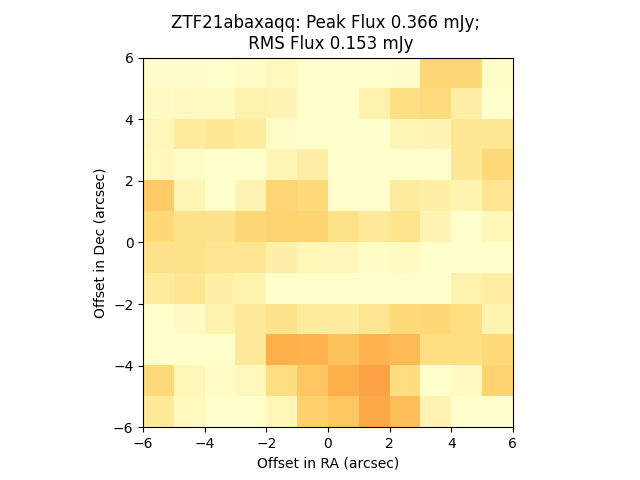 ZTF21abaxaqq: Peak Flux 0.366 mJy;
RMS Flux 0.153 mJy
6
4
2
0
−2
−4
−6
Offset in Dec (arcsec)
−6 −4 −2 0 2 4 6
Offset in RA (arcsec)